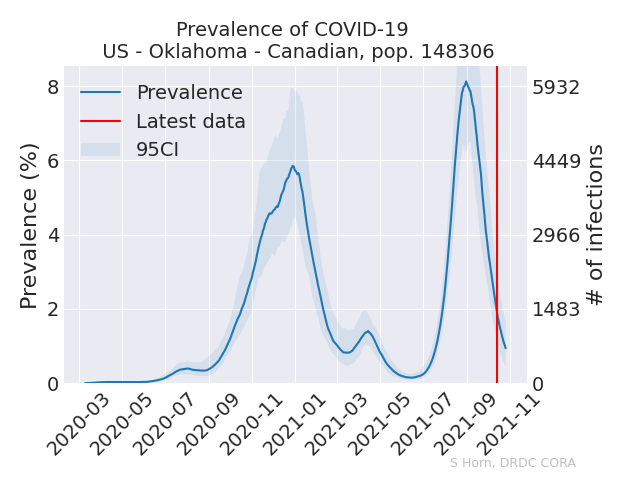 Prevalence of COVID-19
US - Oklahoma - Canadian, pop. 148306
Prevalence
Latest data
95CI
Prevalence (%)
8
6
4
2
0
5932
4449
2966
1483
0
# of infections
2020-03
2020-05
2020-07
2020-09
2020-11
2021-01
2021-03
2021-05
2021-07
2021-09
2021-11
S Horn, DRDC CORA